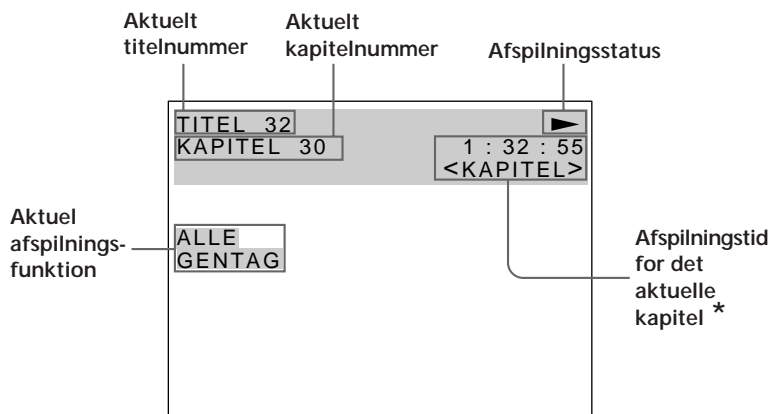 Aktuelt
titelnummer
Aktuelt
kapitelnummer
Afspilningsstatus
TITEL 32
KAPITEL 30
1 : 32 : 55
<KAPITEL>
Aktuel
afspilnings-
funktion
ALLE
GENTAG
Afspilningstid
for det
aktuelle
kapitel *